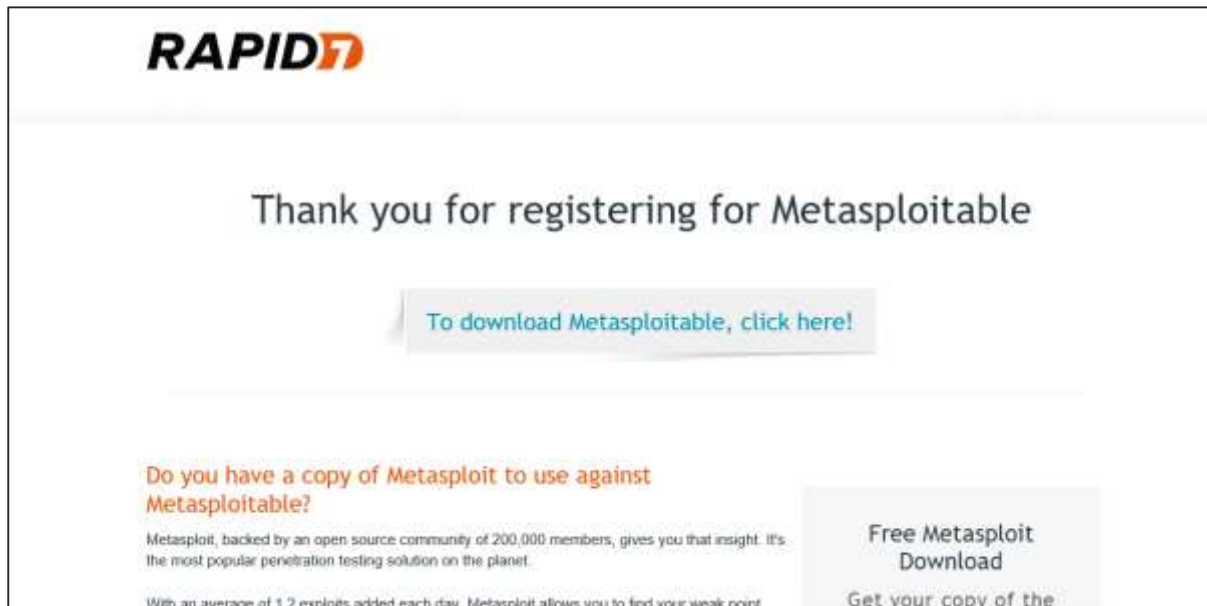 RAPID7
Thank you for registering for Metasploitable
To download Metasploitable, click here!
Do you have a copy of Metasploit to use against
Metasploitable?
Metasploit, backed by an open source community of 200,000 members, gives you that insight. It's
the most popular penetration testing solution on the planet.
With an average of 1.2 exploits added each day, Metasploit allows you to find your weak point
Free Metasploit
Download
Get your copy of the